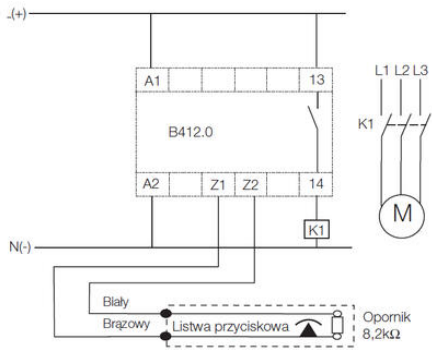 _(+)
A1
13
L1 L2 L3
B412.0
K1
A2
Z1
Z2
14
M
K1
N(-)
Biały
Brązowy
Listwa przyciskowa
Opornik
8,2kΩ